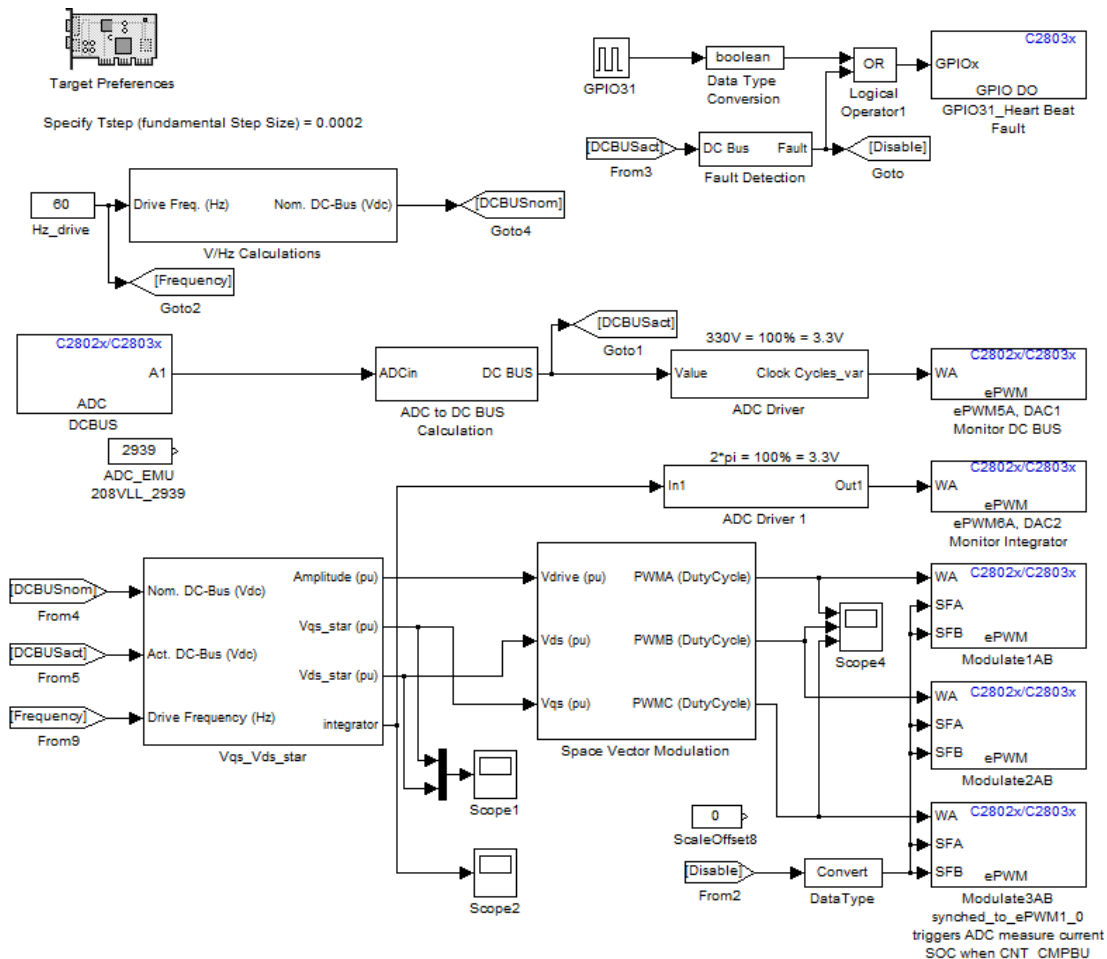 Target Preferences
Specify Tstep (fundamental Step Size) = 0.0002
GPIO31
boolean
Data Type
Conversion
OR
Logical
Operator1
C2803x
GPIOx
GPIO DO
GPIO31_Heart Beat
Fault
[DCBUSact]
From3
DC Bus
Fault
Fault Detection
[Disable]
Goto
60
Hz_drive
Drive Freq. (Hz)
Nom. DC-Bus (Vdc)
V/Hz Calculations
[DCBUSnom]
Goto4
[Frequency]
Goto2
C2802x/C2803x
A1
ADC
DCBUS
2939
ADC_EMU
208VLL_2939
ADCin
DC BUS
ADC to DC BUS
Calculation
[DCBUSact]
Goto1
330V = 100% = 3.3V
Value
Clock Cycles_var
ADC Driver
C2802x/C2803x
WA
ePWM
ePWM5A, DAC1
Monitor DC BUS
2*pi = 100% = 3.3V
In1
Out1
ADC Driver 1
C2802x/C2803x
WA
ePWM
ePWM6A, DAC2
Monitor Integrator
[DCBUSnom]
From4
[DCBUSact]
From5
[Frequency]
From9
Nom. DC-Bus (Vdc)
Act. DC-Bus (Vdc)
Drive Frequency (Hz)
Amplitude (pu)
Vqs_star (pu)
Vds_star (pu)
integrator
Vqs_Vds_star
Scope1
Scope2
Vdrive (pu)
Vds (pu)
Vqs (pu)
PWMA (DutyCycle)
PWMB (DutyCycle)
PWMC (DutyCycle)
Space Vector Modulation
Scope4
C2802x/C2803x
WA
SFA
SFB
ePWM
Modulate1AB
C2802x/C2803x
WA
SFA
SFB
ePWM
Modulate2AB
0
ScaleOffset8
[Disable]
From2
Convert
DataType
C2802x/C2803x
WA
SFA
SFB
ePWM
Modulate3AB
synched_to_ePWM1_0
triggers ADC measure current
SOC when CNT_CMPBU